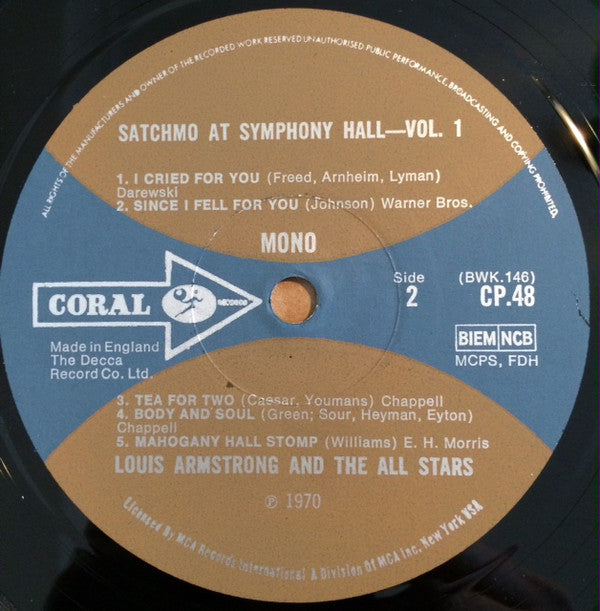 ALL RIGHTS OF THE MANUFACTURERS AND OWNER OF THE RECORDED WORK RESERVED UNAUTHORISED PUBLIC PERFORMANCE, BROADCASTING AND COPYING PROHIBITED.
SATCHMO AT SYMPHONY HALL—VOL. 1
1. I CRIED FOR YOU (Freed, Arnheim, Lyman)
Darewski
2. SINCE I FELL FOR YOU (Johnson) Warner Bros.
MONO
CORAL RECORDS
Side
2
(BWK.146)
CP.48
Made in England
The Decca
Record Co. Ltd.
BIEM NCB
MCPS, FDH
3. TEA FOR TWO (Caesar, Youmans) Chappell
4. BODY AND SOUL (Green; Sour, Heyman, Eyton)
Chappell
5. MAHOGANY HALL STOMP (Williams) E. H. Morris
LOUIS ARMSTRONG AND THE ALL STARS
℗ 1970
Licensed By MCA Records International A Division Of MCA Inc. New York USA